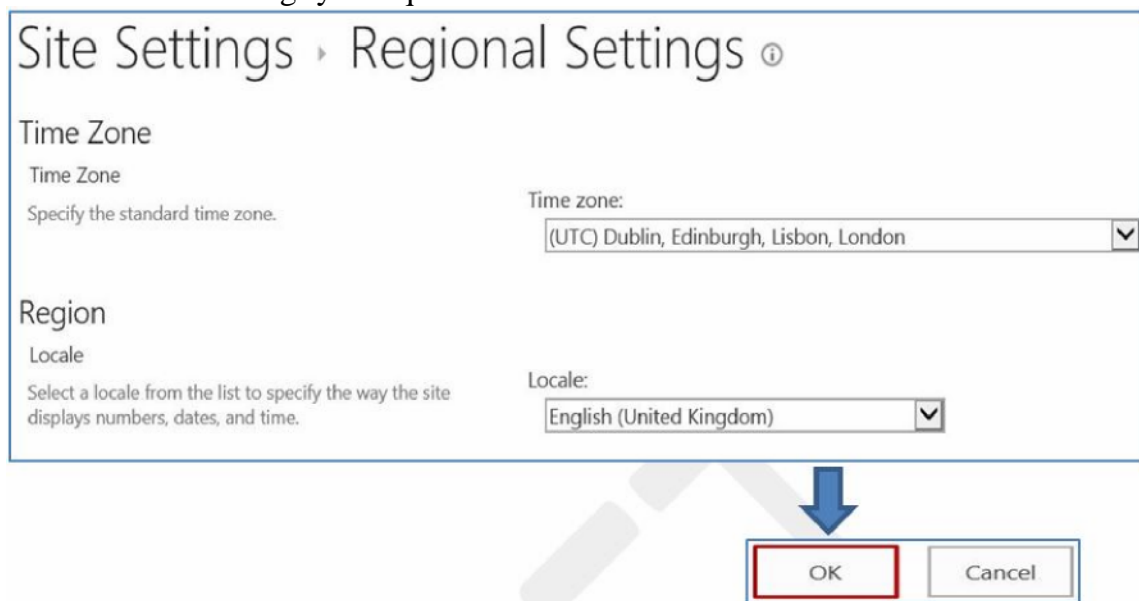 Site Settings › Regional Settings
Time Zone
Time Zone
Specify the standard time zone.
Time zone:
(UTC) Dublin, Edinburgh, Lisbon, London
Region
Locale
Select a locale from the list to specify the way the site
displays numbers, dates, and time.
Locale:
English (United Kingdom)
OK
Cancel